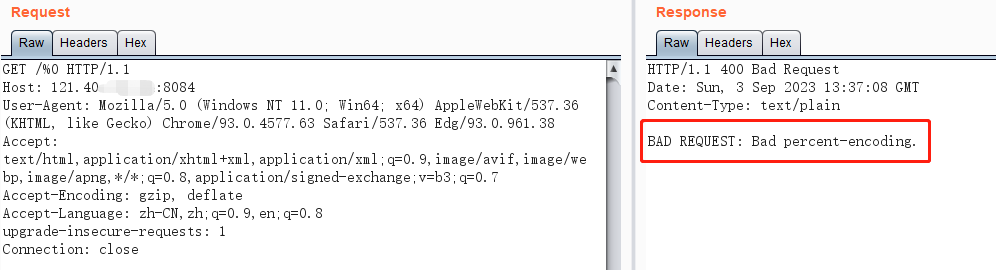 Request
Raw Headers Hex
GET /%0 HTTP/1.1
Host: 121.40 :8084
User-Agent: Mozilla/5.0 (Windows NT 11.0; Win64; x64) AppleWebKit/537.36
(KHTML, like Gecko) Chrome/93.0.4577.63 Safari/537.36 Edg/93.0.961.38
Accept:
text/html,application/xhtml+xml,application/xml;q=0.9,image/avif,image/we
bp,image/apng,*/*;q=0.8,application/signed-exchange;v=b3;q=0.7
Accept-Encoding: gzip, deflate
Accept-Language: zh-CN,zh;q=0.9,en;q=0.8
upgrade-insecure-requests: 1
Connection: close
Response
Raw Headers Hex
HTTP/1.1 400 Bad Request
Date: Sun, 3 Sep 2023 13:37:08 GMT
Content-Type: text/plain
BAD REQUEST: Bad percent-encoding.